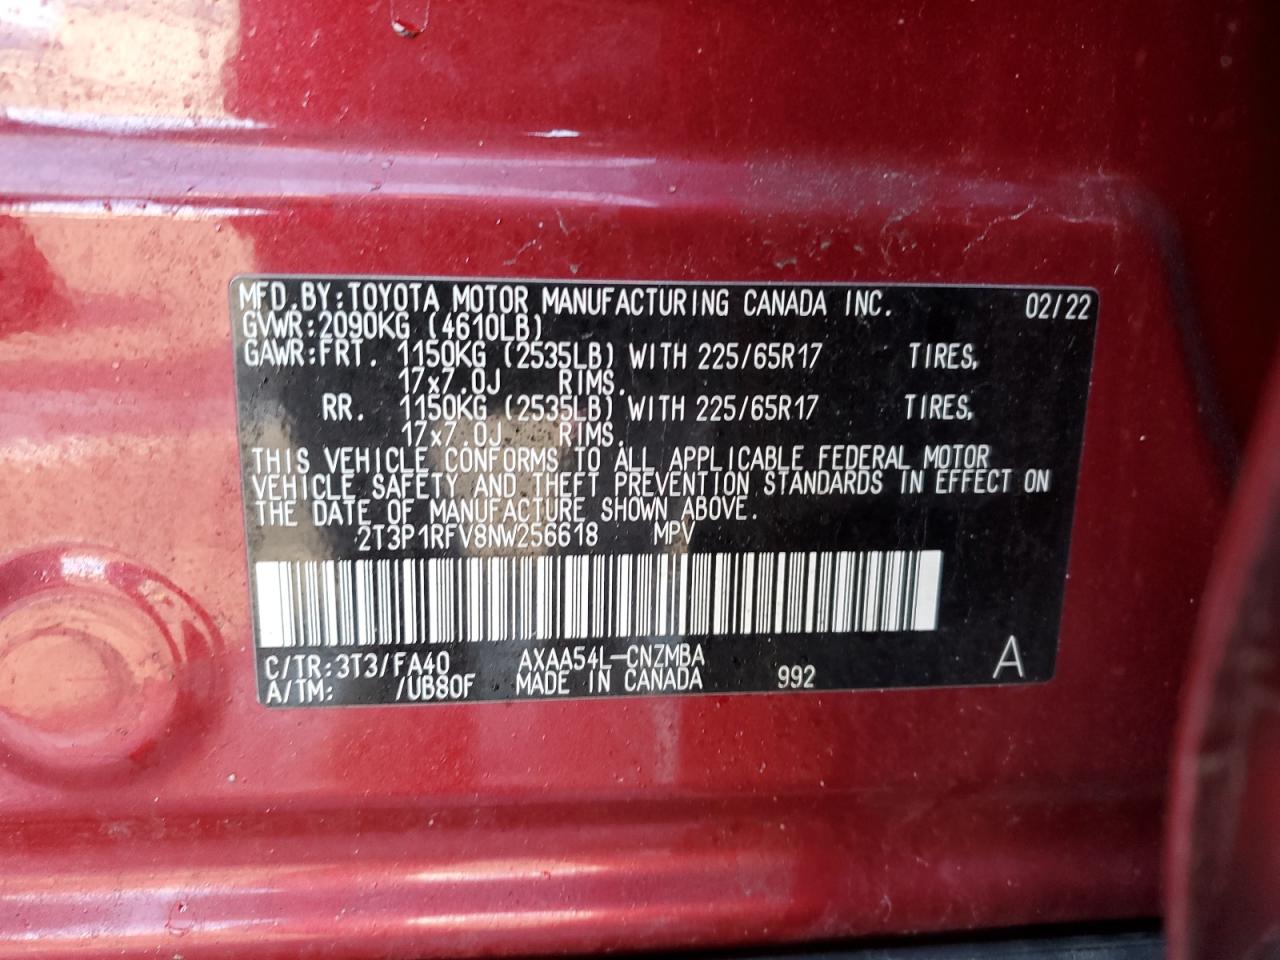 MFD.BY:TOYOTA MOTOR MANUFACTURING CANADA INC. 02/22
GVWR:2090KG (4610LB)
GAWR:FRT. 1150KG (2535LB) WITH 225/65R17 TIRES,
17x7.0J RIMS.
RR. 1150KG (2535LB) WITH 225/65R17 TIRES,
17x7.0J RIMS.
THIS VEHICLE CONFORMS TO ALL APPLICABLE FEDERAL MOTOR
VEHICLE SAFETY AND THEFT PREVENTION STANDARDS IN EFFECT ON
THE DATE OF MANUFACTURE SHOWN ABOVE.
2T3P1RFV8NW256618 MPV
C/TR:3T3/FA40 AXAA54L-CNZMBA
A/TM: /UB80F MADE IN CANADA 992 A